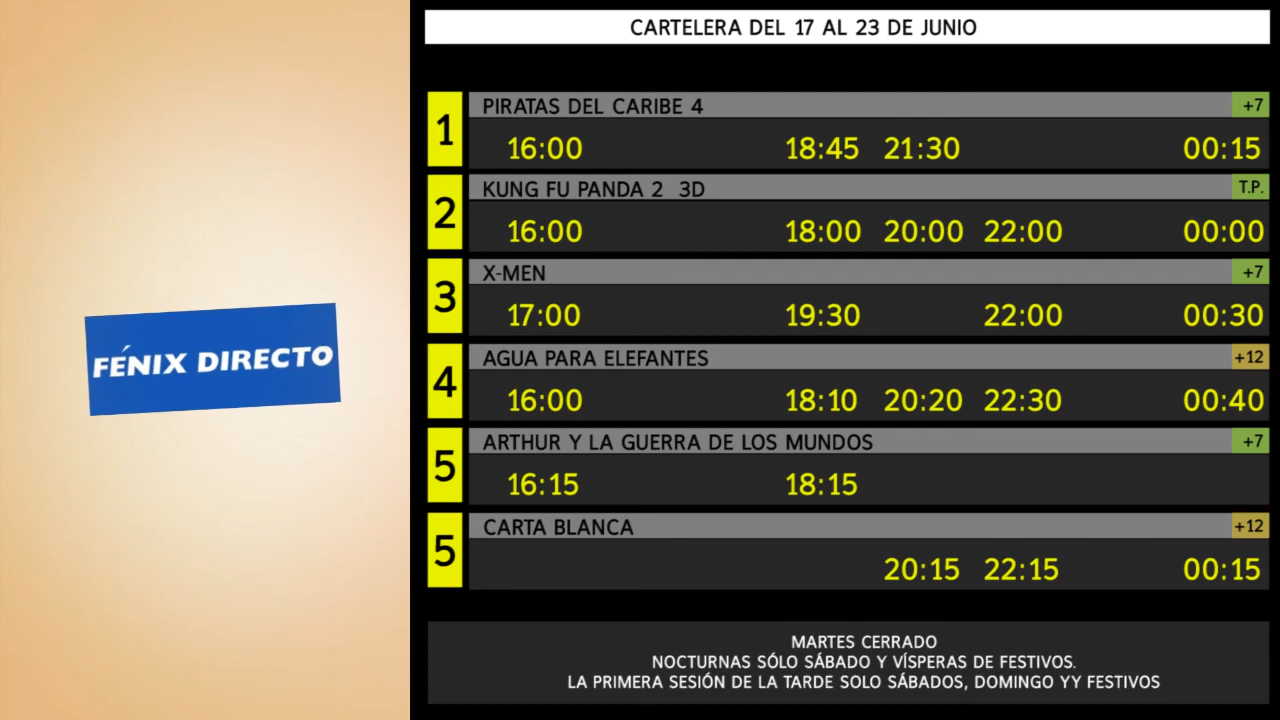 FÉNIX DIRECTO
CARTELERA DEL 17 AL 23 DE JUNIO
1
PIRATAS DEL CARIBE 4 +7
16:00 18:45 21:30 00:15
2
KUNG FU PANDA 2 3D T.P.
16:00 18:00 20:00 22:00 00:00
3
X-MEN +7
17:00 19:30 22:00 00:30
4
AGUA PARA ELEFANTES +12
16:00 18:10 20:20 22:30 00:40
5
ARTHUR Y LA GUERRA DE LOS MUNDOS +7
16:15 18:15
5
CARTA BLANCA +12
20:15 22:15 00:15
MARTES CERRADO
NOCTURNAS SÓLO SÁBADO Y VÍSPERAS DE FESTIVOS.
LA PRIMERA SESIÓN DE LA TARDE SOLO SÁBADOS, DOMINGO YY FESTIVOS